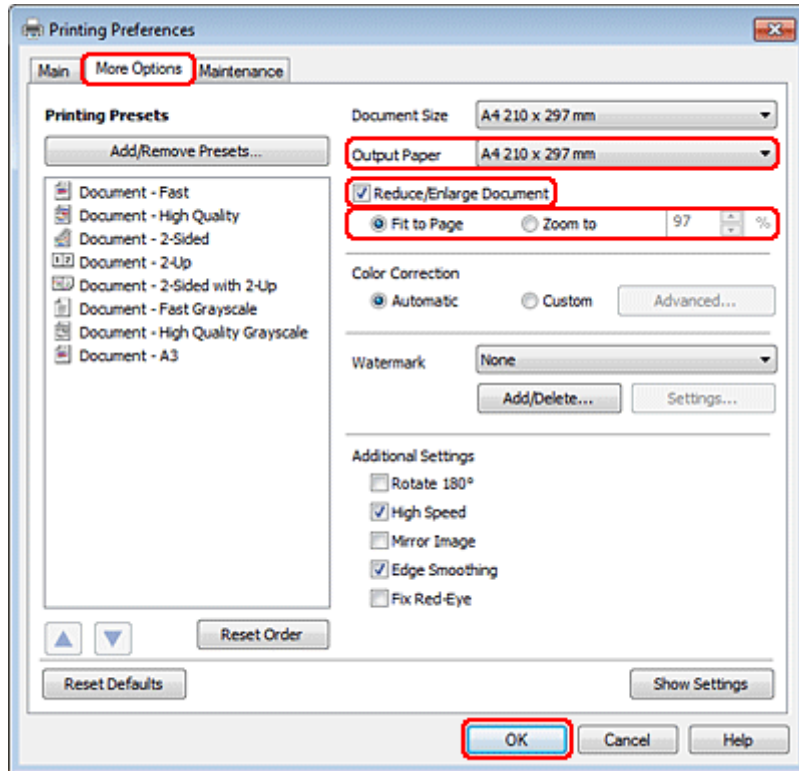 Printing Preferences
Main
More Options
Maintenance
Printing Presets
Add/Remove Presets...
Document - Fast
Document - High Quality
Document - 2-Sided
Document - 2-Up
Document - 2-Sided with 2-Up
Document - Fast Grayscale
Document - High Quality Grayscale
Document - A3
Reset Order
Document Size
A4 210 x 297 mm
Output Paper
A4 210 x 297 mm
Reduce/Enlarge Document
Fit to Page
Zoom to
97
%
Color Correction
Automatic
Custom
Advanced...
Watermark
None
Add/Delete...
Settings...
Additional Settings
Rotate 180°
High Speed
Mirror Image
Edge Smoothing
Fix Red-Eye
Reset Defaults
Show Settings
OK
Cancel
Help